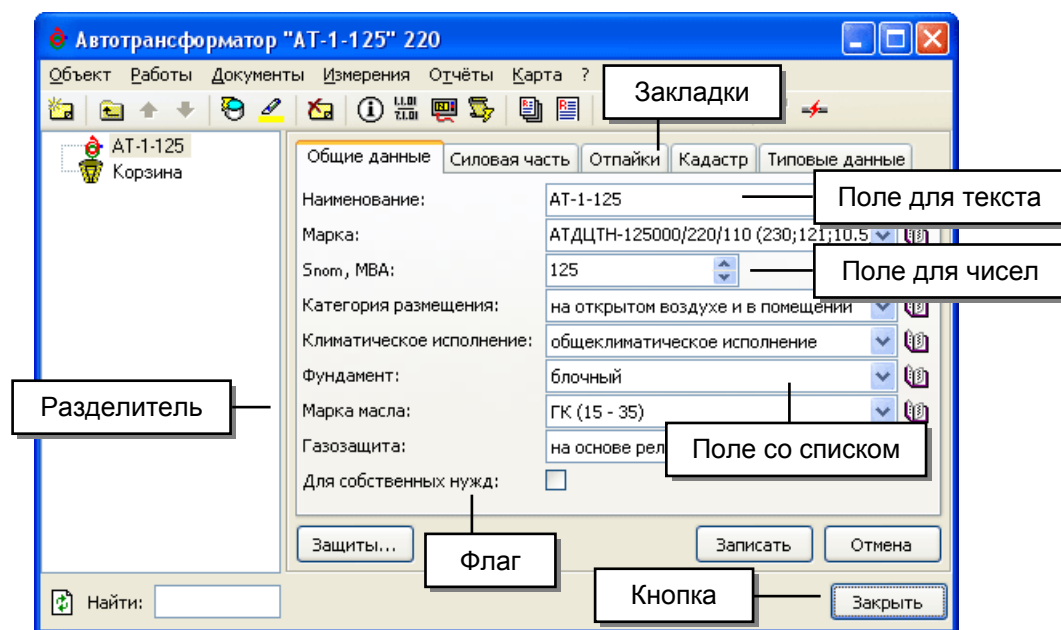 Автотрансформатор "АТ-1-125" 220
Объект Работы Документы Измерения Отчёты Карта ?
Закладки
АТ-1-125
Корзина
Общие данные Силовая часть Отпайки Кадастр Типовые данные
Наименование: АТ-1-125
Поле для текста
Марка: АТДЦТН-125000/220/110 (230;121;10.5
Snom, МВА: 125
Поле для чисел
Категория размещения: на открытом воздухе и в помещении
Климатическое исполнение: общеклиматическое исполнение
Фундамент: блочный
Разделитель
Марка масла: ГК (15 - 35)
Газозащита: на основе рел
Поле со списком
Для собственных нужд:
Защиты... Записать Отмена
Флаг
Найти:
Кнопка
Закрыть